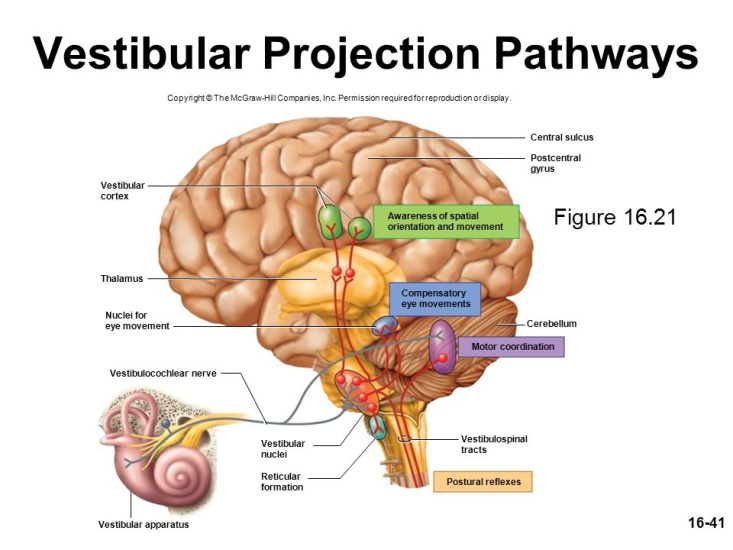 Vestibular Projection Pathways
Copyright © The McGraw-Hill Companies, Inc. Permission required for reproduction or display.
Central sulcus
Postcentral
gyrus
Vestibular
cortex
Awareness of spatial
orientation and movement
Figure 16.21
Thalamus
Compensatory
eye movements
Nuclei for
eye movement
Cerebellum
Motor coordination
Vestibulocochlear nerve
Vestibular
nuclei
Vestibulospinal
tracts
Reticular
formation
Postural reflexes
Vestibular apparatus
16-41